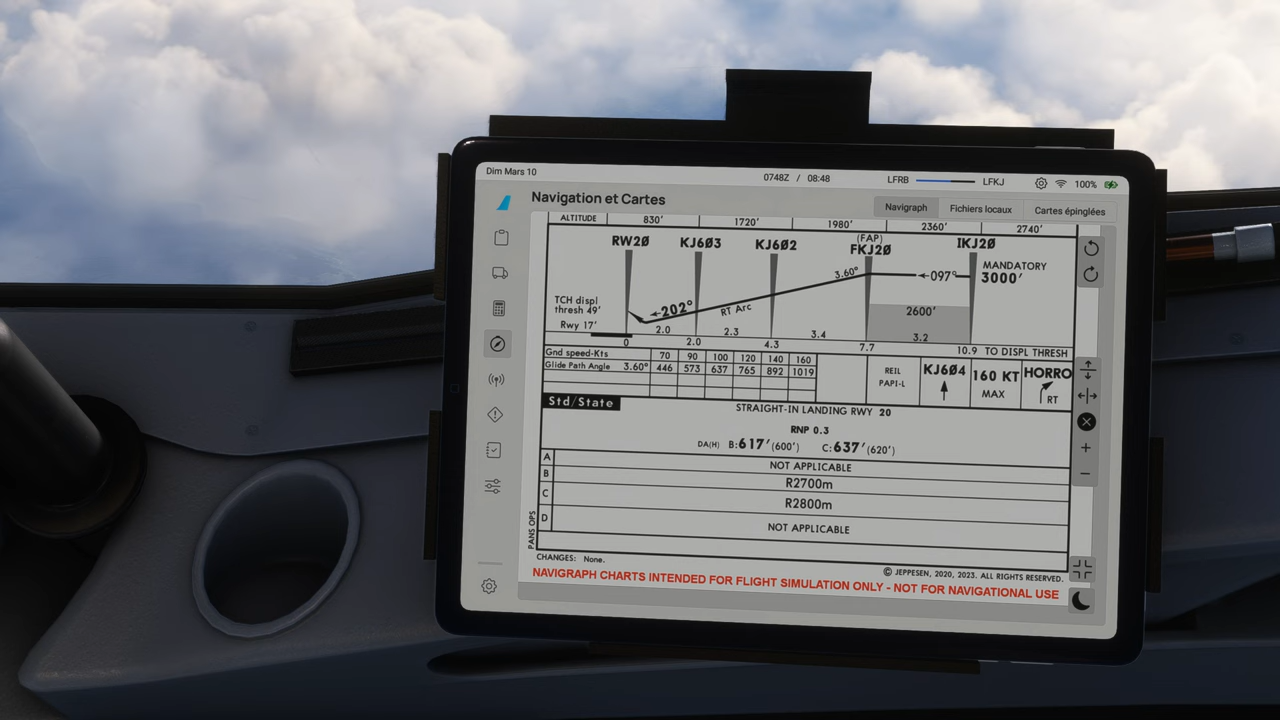 Dim Mars 10
0748Z / 08:48
LFRB LFKJ
100%
Navigation et Cartes
Navigraph Fichiers locaux Cartes épinglées
ALTITUDE 830' 1720' 1980' 2360' 2740'
RW20 KJ603 KJ602 (FAP) FKJ20 IKJ20
MANDATORY
3000'
3.60° ←097°
TCH displ
thresh 49'
Rwy 17'
←202°
RT Arc
2600'
2.0 2.3 3.4 3.2
0 2.0 4.3 7.7 10.9 TO DISPL THRESH
Gnd speed-Kts 70 90 100 120 140 160
Glide Path Angle 3.60° 446 573 637 765 892 1019
REIL
PAPI-L
KJ604
160 KT
MAX
HORRO
RT
Std/State
STRAIGHT-IN LANDING RWY 20
RNP 0.3
DA(H) B:617'(600') C:637'(620')
A NOT APPLICABLE
B R2700m
C R2800m
D NOT APPLICABLE
PANS OPS
CHANGES: None.
© JEPPESEN, 2020, 2023. ALL RIGHTS RESERVED.
NAVIGRAPH CHARTS INTENDED FOR FLIGHT SIMULATION ONLY - NOT FOR NAVIGATIONAL USE